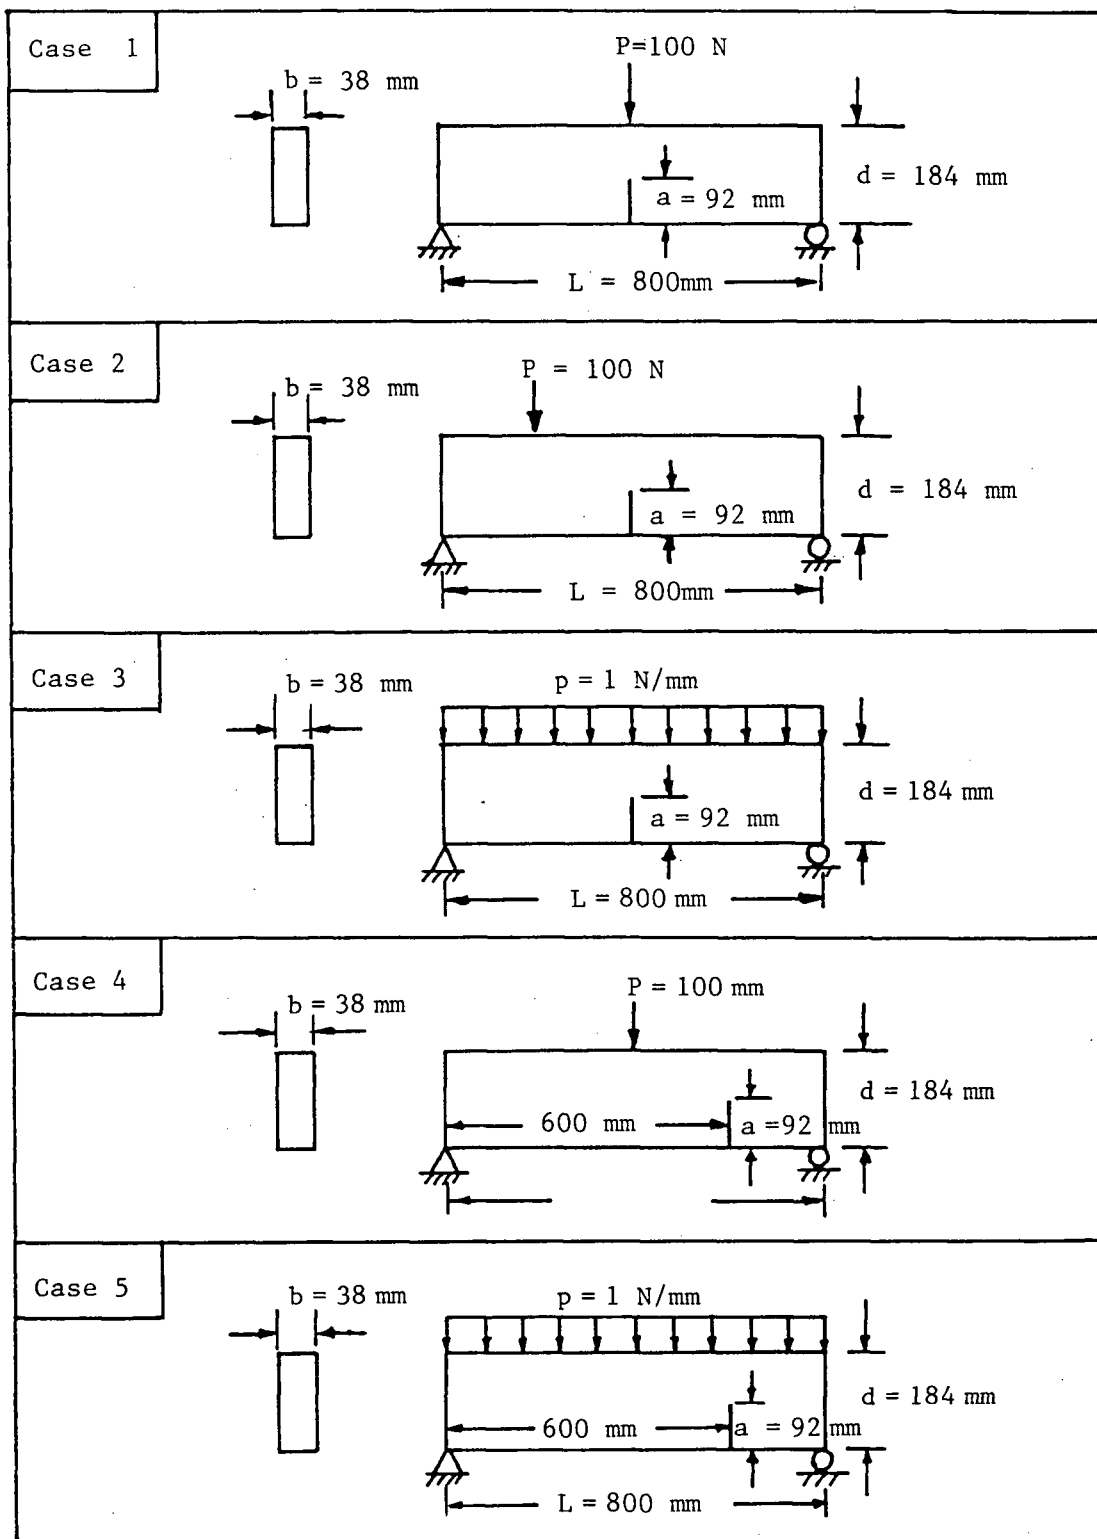 Case 1
P=100 N
b = 38 mm
d = 184 mm
a = 92 mm
L = 800mm
Case 2
P = 100 N
b = 38 mm
d = 184 mm
a = 92 mm
L = 800mm
Case 3
b = 38 mm
p = 1 N/mm
d = 184 mm
a = 92 mm
L = 800 mm
Case 4
P = 100 mm
b = 38 mm
d = 184 mm
600 mm
a =92 mm
Case 5
b = 38 mm
p = 1 N/mm
d = 184 mm
600 mm
a = 92 mm
L = 800 mm